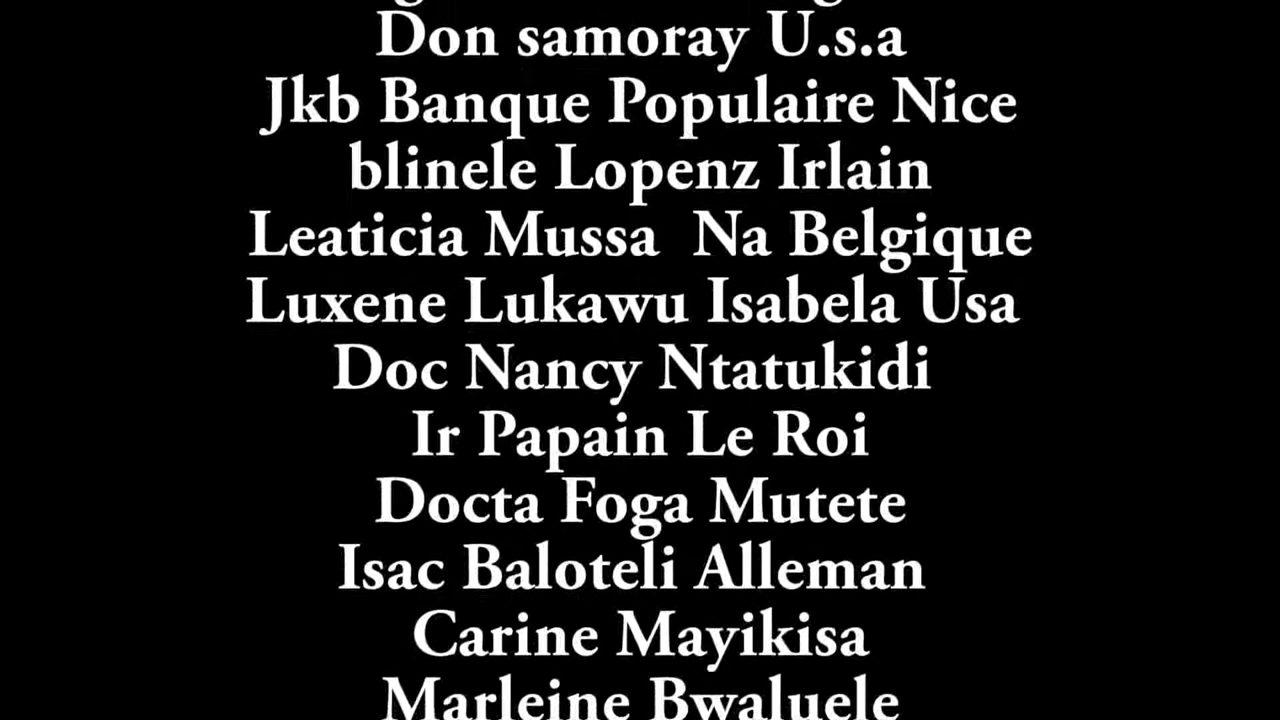 Don samoray U.s.a
Jkb Banque Populaire Nice
blinele Lopenz Irlain
Leaticia Mussa  Na Belgique
Luxene Lukawu Isabela Usa
Doc Nancy Ntatukidi
Ir Papain Le Roi
Docta Foga Mutete
Isac Baloteli Alleman
Carine Mayikisa
Marleine Bwaluele